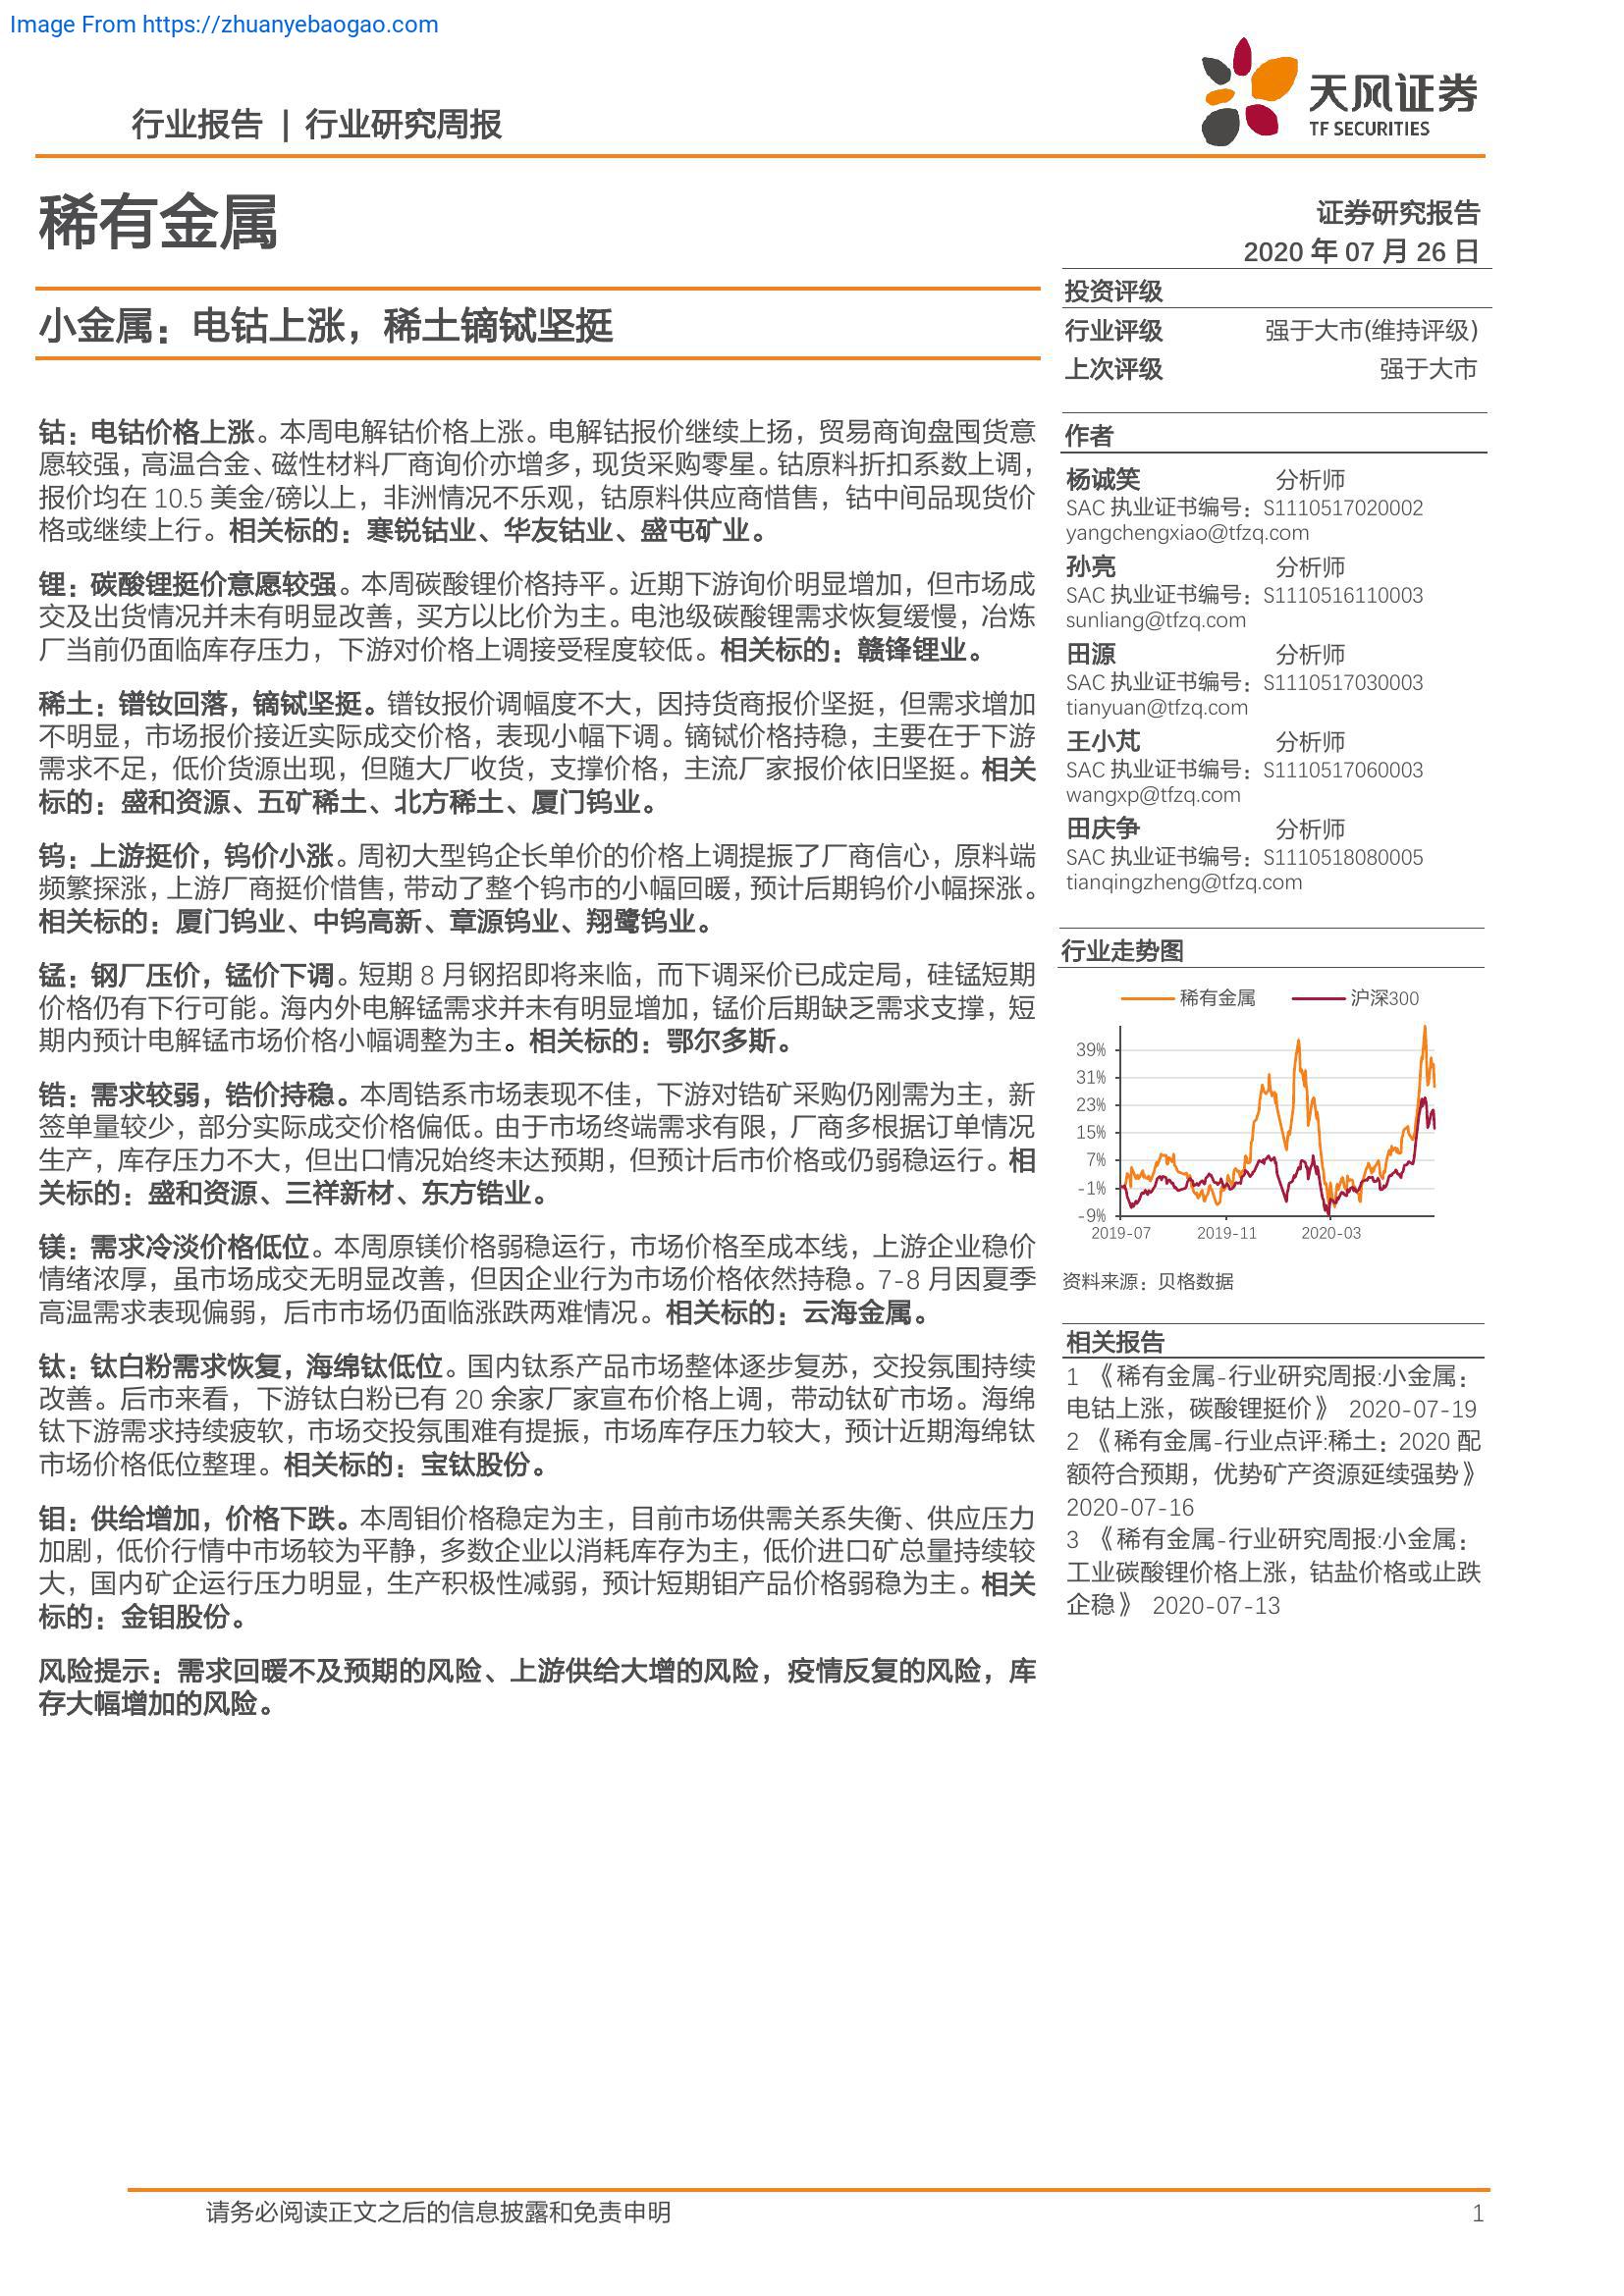 Image From https://zhuanyebaogao.com
行业报告 | 行业研究周报
天风证券
TF SECURITIES
稀有金属
证券研究报告
2020 年 07 月 26 日
小金属：电钴上涨，稀土镝铽坚挺
投资评级
行业评级 强于大市(维持评级)
上次评级 强于大市
钴：电钴价格上涨。本周电解钴价格上涨。电解钴报价继续上扬，贸易商询盘囤货意
愿较强，高温合金、磁性材料厂商询价亦增多，现货采购零星。钴原料折扣系数上调，
报价均在 10.5 美金/磅以上，非洲情况不乐观，钴原料供应商惜售，钴中间品现货价
格或继续上行。相关标的：寒锐钴业、华友钴业、盛屯矿业。
锂：碳酸锂挺价意愿较强。本周碳酸锂价格持平。近期下游询价明显增加，但市场成
交及出货情况并未有明显改善，买方以比价为主。电池级碳酸锂需求恢复缓慢，冶炼
厂当前仍面临库存压力，下游对价格上调接受程度较低。相关标的：赣锋锂业。
稀土：镨钕回落，镝铽坚挺。镨钕报价调幅度不大，因持货商报价坚挺，但需求增加
不明显，市场报价接近实际成交价格，表现小幅下调。镝铽价格持稳，主要在于下游
需求不足，低价货源出现，但随大厂收货，支撑价格，主流厂家报价依旧坚挺。相关
标的：盛和资源、五矿稀土、北方稀土、厦门钨业。
钨：上游挺价，钨价小涨。周初大型钨企长单价的价格上调提振了厂商信心，原料端
频繁探涨，上游厂商挺价惜售，带动了整个钨市的小幅回暖，预计后期钨价小幅探涨。
相关标的：厦门钨业、中钨高新、章源钨业、翔鹭钨业。
锰：钢厂压价，锰价下调。短期 8 月钢招即将来临，而下调采价已成定局，硅锰短期
价格仍有下行可能。海内外电解锰需求并未有明显增加，锰价后期缺乏需求支撑，短
期内预计电解锰市场价格小幅调整为主。相关标的：鄂尔多斯。
锆：需求较弱，锆价持稳。本周锆系市场表现不佳，下游对锆矿采购仍刚需为主，新
签单量较少，部分实际成交价格偏低。由于市场终端需求有限，厂商多根据订单情况
生产，库存压力不大，但出口情况始终未达预期，但预计后市价格或仍弱稳运行。相
关标的：盛和资源、三祥新材、东方锆业。
镁：需求冷淡价格低位。本周原镁价格弱稳运行，市场价格至成本线，上游企业稳价
情绪浓厚，虽市场成交无明显改善，但因企业行为市场价格依然持稳。7-8 月因夏季
高温需求表现偏弱，后市市场仍面临涨跌两难情况。相关标的：云海金属。
钛：钛白粉需求恢复，海绵钛低位。国内钛系产品市场整体逐步复苏，交投氛围持续
改善。后市来看，下游钛白粉已有 20 余家厂家宣布价格上调，带动钛矿市场。海绵
钛下游需求持续疲软，市场交投氛围难有提振，市场库存压力较大，预计近期海绵钛
市场价格低位整理。相关标的：宝钛股份。
钼：供给增加，价格下跌。本周钼价格稳定为主，目前市场供需关系失衡、供应压力
加剧，低价行情中市场较为平静，多数企业以消耗库存为主，低价进口矿总量持续较
大，国内矿企运行压力明显，生产积极性减弱，预计短期钼产品价格弱稳为主。相关
标的：金钼股份。
风险提示：需求回暖不及预期的风险、上游供给大增的风险，疫情反复的风险，库
存大幅增加的风险。
作者
杨诚笑 分析师
SAC 执业证书编号：S1110517020002
yangchengxiao@tfzq.com
孙亮 分析师
SAC 执业证书编号：S1110516110003
sunliang@tfzq.com
田源 分析师
SAC 执业证书编号：S1110517030003
tianyuan@tfzq.com
王小芃 分析师
SAC 执业证书编号：S1110517060003
wangxp@tfzq.com
田庆争 分析师
SAC 执业证书编号：S1110518080005
tianqingzheng@tfzq.com
行业走势图
稀有金属 沪深300
39%
31%
23%
15%
7%
-1%
-9%
2019-07 2019-11 2020-03
资料来源：贝格数据
相关报告
1 《稀有金属-行业研究周报:小金属：
电钴上涨，碳酸锂挺价》 2020-07-19
2 《稀有金属-行业点评:稀土：2020 配
额符合预期，优势矿产资源延续强势》
2020-07-16
3 《稀有金属-行业研究周报:小金属：
工业碳酸锂价格上涨，钴盐价格或止跌
企稳》 2020-07-13
请务必阅读正文之后的信息披露和免责申明 1